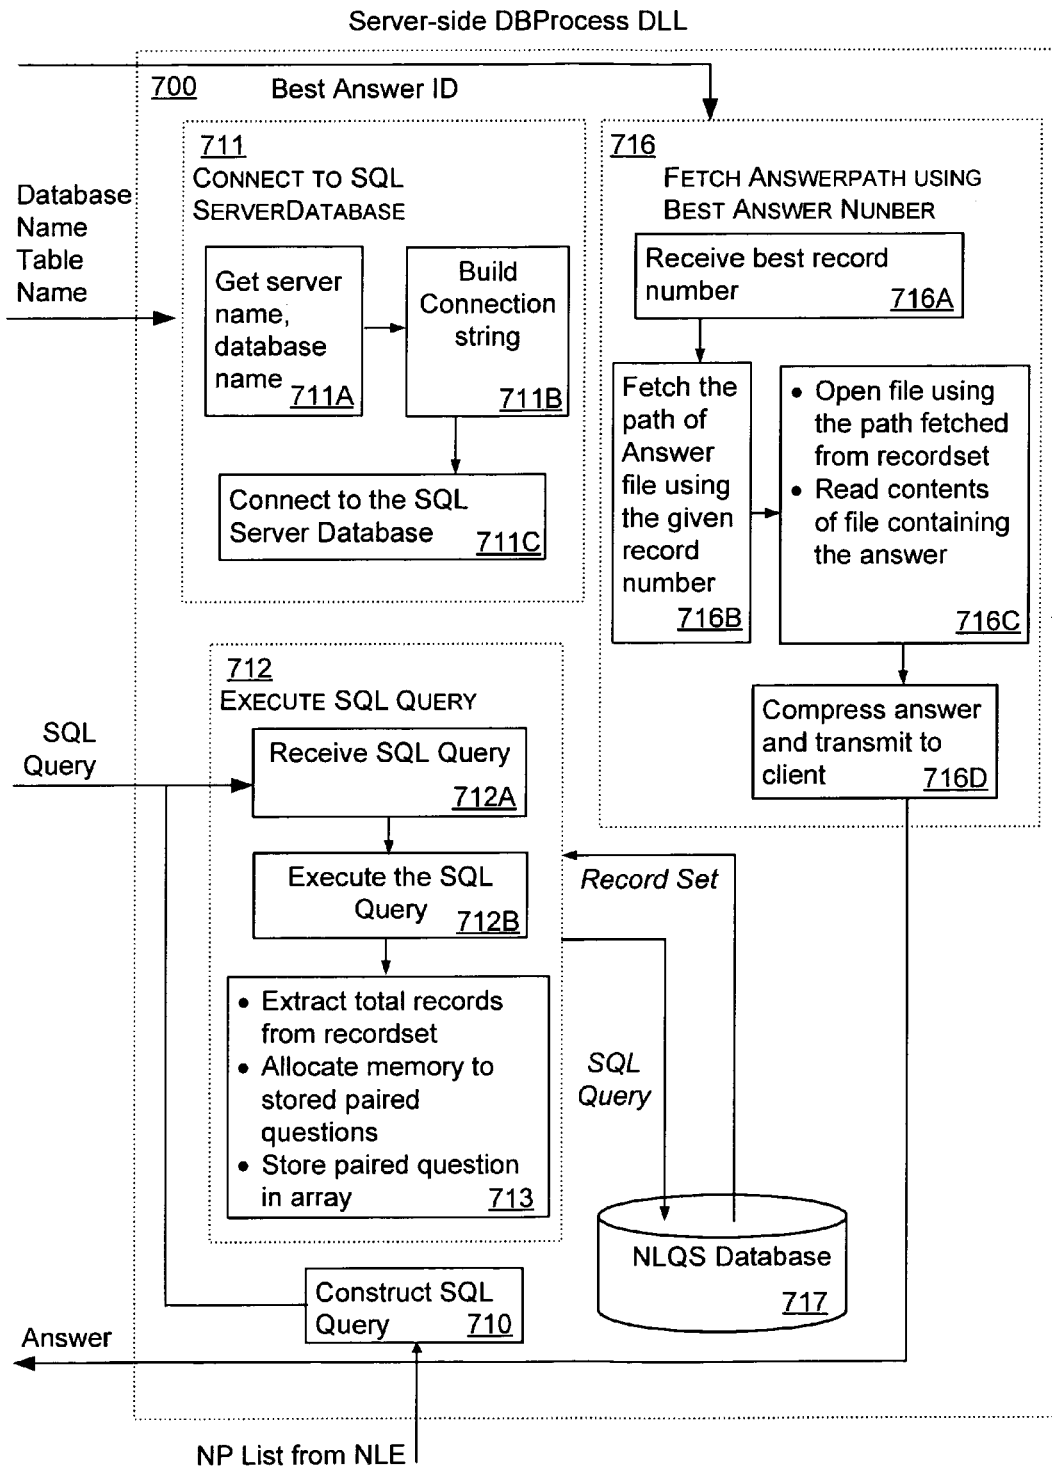 Server-side DBProcess DLL
700
Best Answer ID
711
CONNECT TO SQL
SERVERDATABASE
Database
Name
Table
Name
Get server
name,
database
name
711A
Build
Connection
string
711B
Connect to the SQL
Server Database
711C
716
FETCH ANSWERPATH USING
BEST ANSWER NUNBER
Receive best record
number
716A
Fetch the
path of
Answer
file using
the given
record
number
716B
• Open file using
the path fetched
from recordset
• Read contents
of file containing
the answer
716C
Compress answer
and transmit to
client
716D
712
EXECUTE SQL QUERY
SQL
Query
Receive SQL Query
712A
Execute the SQL
Query
712B
• Extract total records
from recordset
• Allocate memory to
stored paired
questions
• Store paired question
in array
713
Record Set
SQL
Query
NLQS Database
717
Construct SQL
Query
710
Answer
NP List from NLE